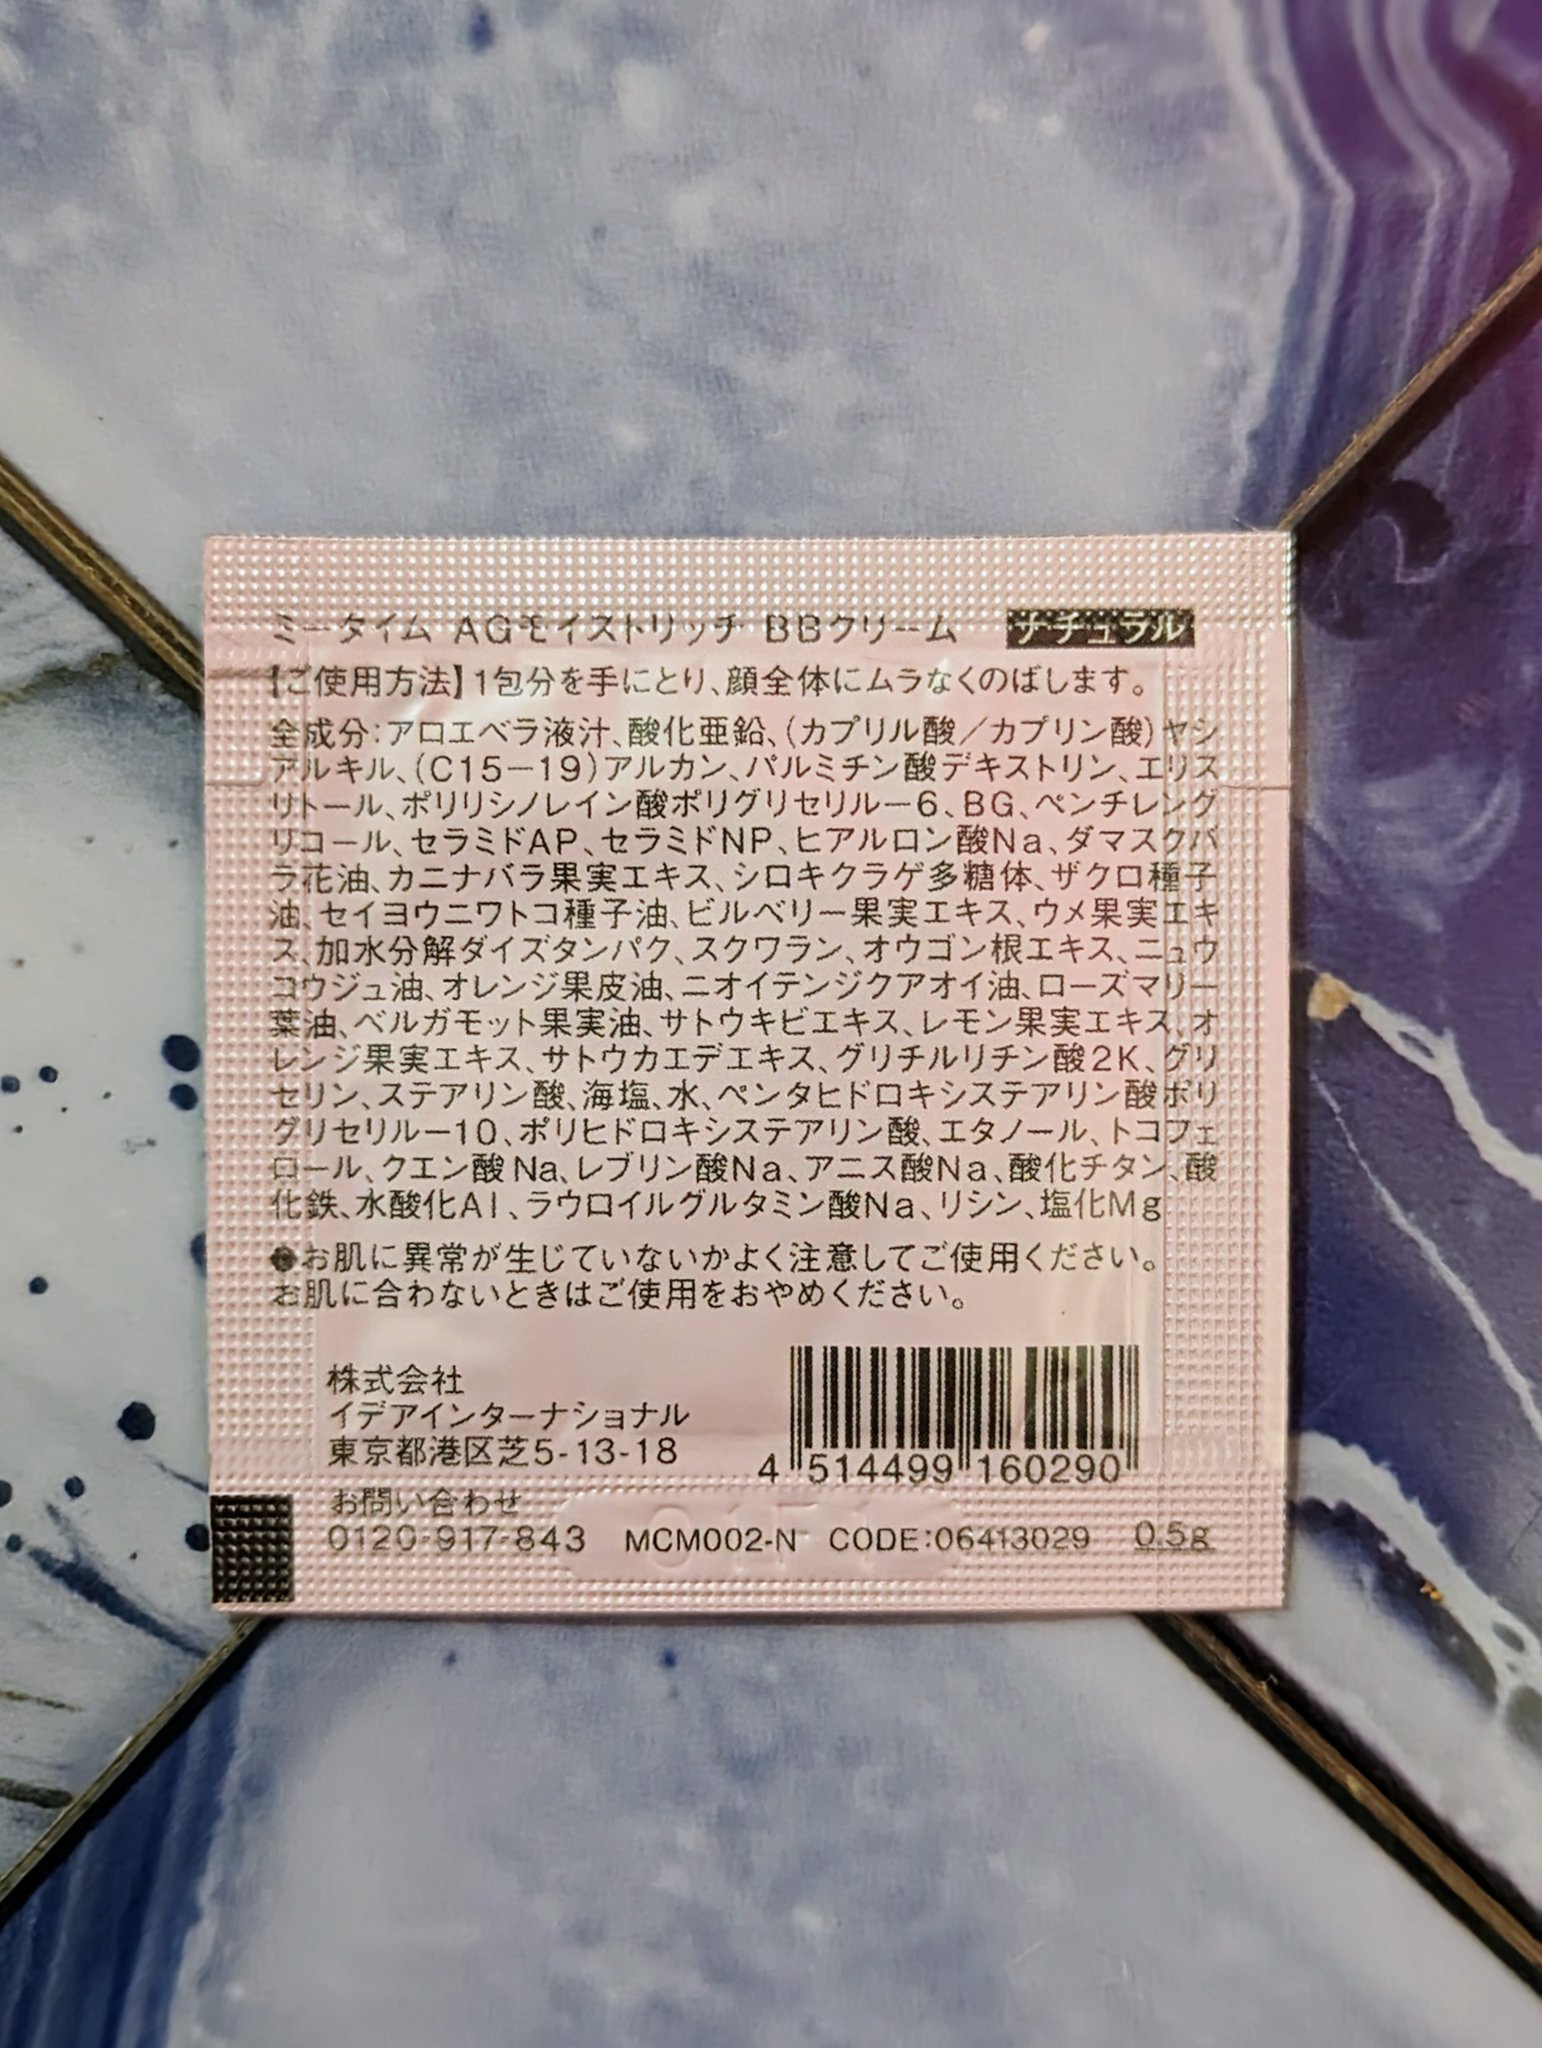 ミータイム AGモイストリッチ BBクリーム ナチュラル
【ご使用方法】1包分を手にとり、顔全体にムラなくのばします。
全成分：アロエベラ液汁、酸化亜鉛、（カプリル酸／カプリン酸）ヤシ
アルキル、（C15－19）アルカン、パルミチン酸デキストリン、エリス
リトール、ポリリシノレイン酸ポリグリセリル－6、BG、ペンチレング
リコール、セラミドAP、セラミドNP、ヒアルロン酸Na、ダマスクバ
ラ花油、カニナバラ果実エキス、シロキクラゲ多糖体、ザクロ種子
油、セイヨウニワトコ種子油、ビルベリー果実エキス、ウメ果実エキ
ス、加水分解ダイズタンパク、スクワラン、オウゴン根エキス、ニュウ
コウジュ油、オレンジ果皮油、ニオイテンジクアオイ油、ローズマリー
葉油、ベルガモット果実油、サトウキビエキス、レモン果実エキス、オ
レンジ果実エキス、サトウカエデエキス、グリチルリチン酸2K、グリ
セリン、ステアリン酸、海塩、水、ペンタヒドロキシステアリン酸ポリ
グリセリル－10、ポリヒドロキシステアリン酸、エタノール、トコフェ
ロール、クエン酸Na、レブリン酸Na、アニス酸Na、酸化チタン、酸
化鉄、水酸化Al、ラウロイルグルタミン酸Na、リシン、塩化Mg
●お肌に異常が生じていないかよく注意してご使用ください。
お肌に合わないときはご使用をおやめください。
株式会社
イデアインターナショナル
東京都港区芝5-13-18
4 514499 160290
お問い合わせ
0120-917-843 MCM002-N CODE:06413029 0.5g